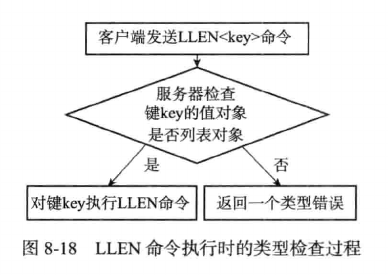 客户端发送LLEN<key>命令
服务器检查
键key的值对象
是否列表对象
是
否
对键key执行LLEN命令
返回一个类型错误
图 8-18 LLEN 命令执行时的类型检查过程